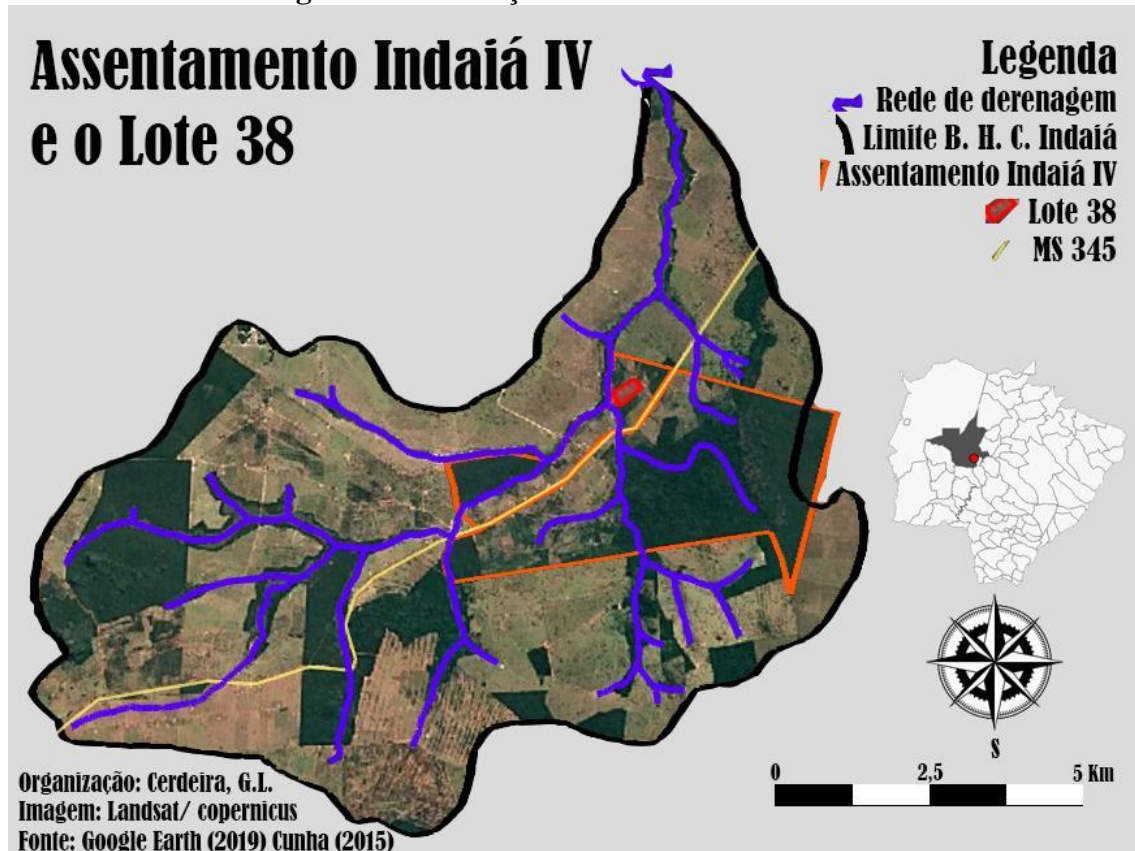 Assentamento Indaiá IV
e o Lote 38
Legenda
Rede de derenagem
Limite B. H. C. Indaiá
Assentamento Indaiá IV
Lote 38
MS 345
S
0 2,5 5 Km
Organização: Cerdeira, G.L.
Imagem: Landsat/ copernicus
Fonte: Google Earth (2019) Cunha (2015)